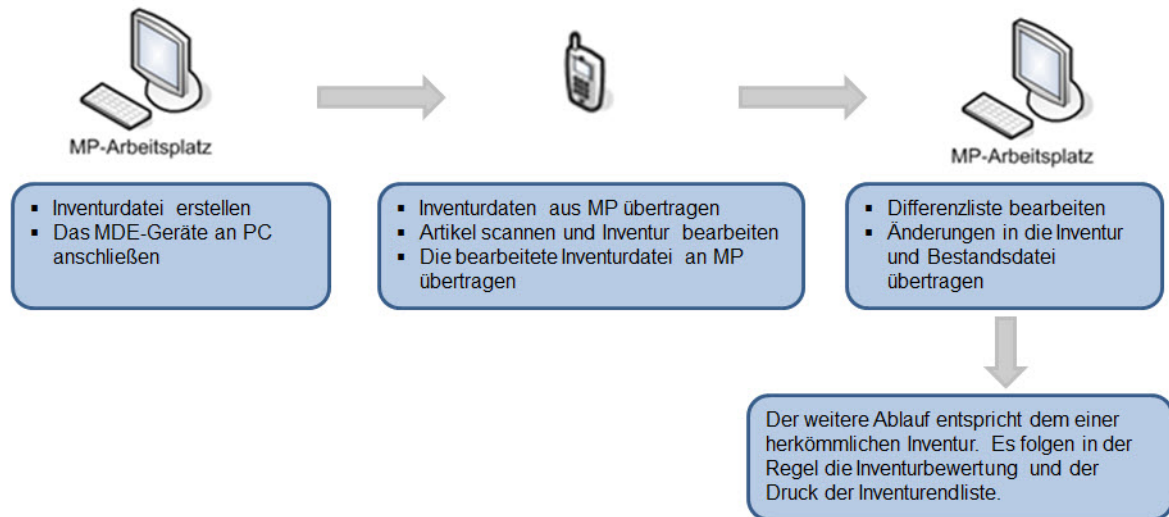 MP-Arbeitsplatz
▪ Inventurdatei erstellen
▪ Das MDE-Geräte an PC
anschließen
▪ Inventurdaten aus MP übertragen
▪ Artikel scannen und Inventur bearbeiten
▪ Die bearbeitete Inventurdatei an MP
übertragen
MP-Arbeitsplatz
▪ Differenzliste bearbeiten
▪ Änderungen in die Inventur
und Bestandsdatei
übertragen
Der weitere Ablauf entspricht dem einer
herkömmlichen Inventur. Es folgen in der
Regel die Inventurbewertung und der
Druck der Inventurendliste.